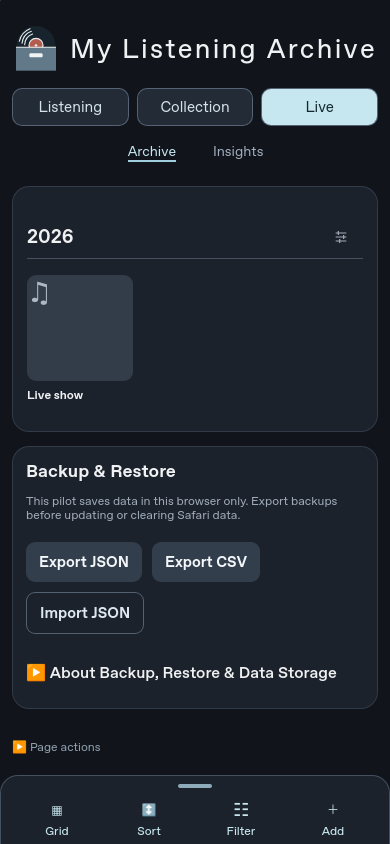 My Listening Archive
Listening
Collection
Live
Archive
Insights
2026
Live show
Backup & Restore
This pilot saves data in this browser only. Export backups
before updating or clearing Safari data.
Export JSON
Export CSV
Import JSON
About Backup, Restore & Data Storage
Page actions
Grid
Sort
Filter
Add